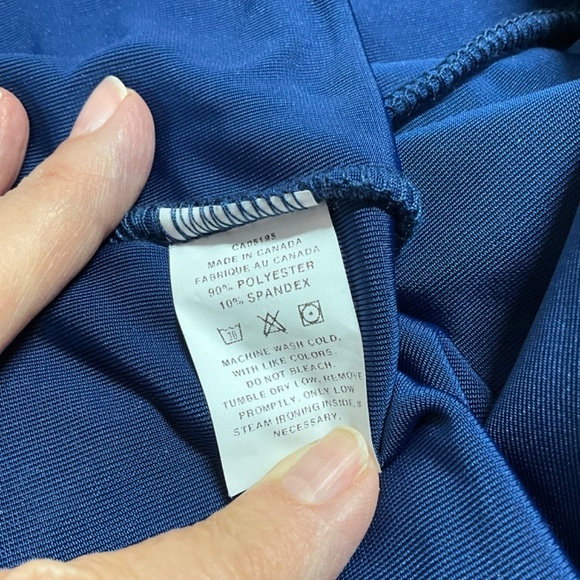 CA05195
MADE IN CANADA
FABRIQUE AU CANADA
90% POLYESTER
10% SPANDEX
30
MACHINE WASH COLD,
WITH LIKE COLORS.
DO NOT BLEACH.
TUMBLE DRY LOW, REMOVE
PROMPTLY. ONLY LOW
STEAM IRONING INSIDE, IF
NECESSARY.